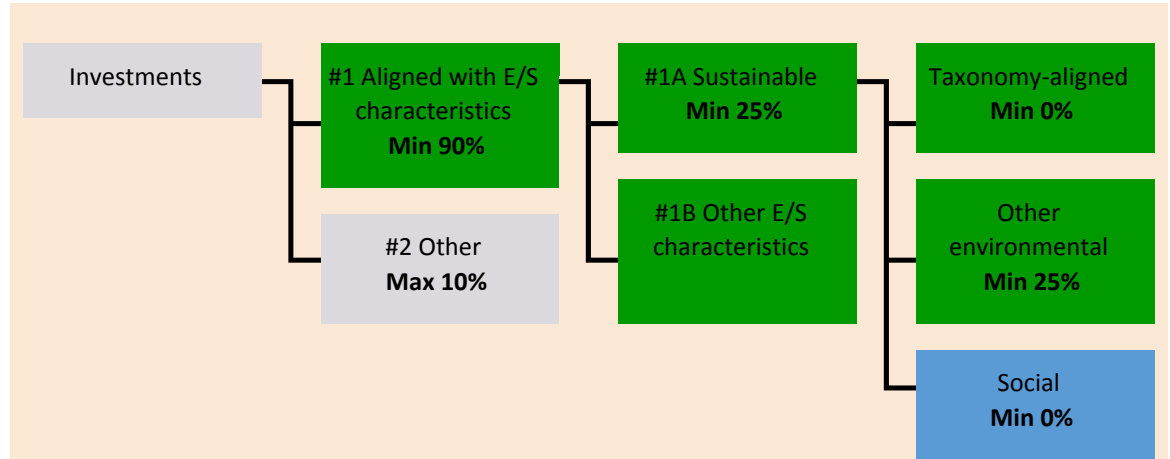 Investments
#1 Aligned with E/S
characteristics
Min 90%
#2 Other
Max 10%
#1A Sustainable
Min 25%
#1B Other E/S
characteristics
Taxonomy-aligned
Min 0%
Other
environmental
Min 25%
Social
Min 0%